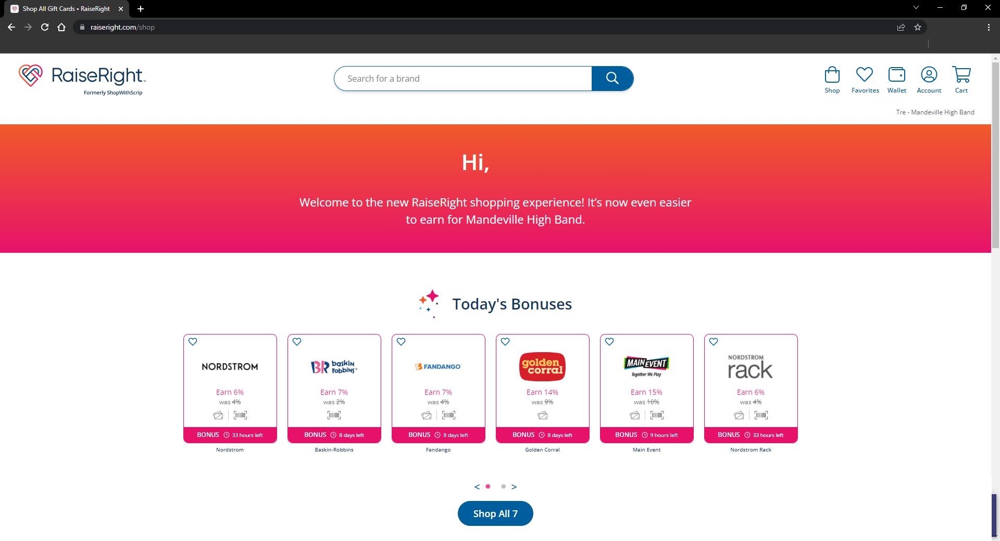 Shop All Gift Cards • RaiseRight
raiseright.com/shop
RaiseRight
Formerly ShopWithScrip
Search for a brand
Shop
Favorites
Wallet
Account
Cart
Tre - Mandeville High Band
Hi,
Welcome to the new RaiseRight shopping experience! It's now even easier
to earn for Mandeville High Band.
Today's Bonuses
NORDSTROM
Earn 6%
was 4%
BONUS 33 hours left
Nordstrom
BR baskin robbins
Earn 7%
was 2%
BONUS 8 days left
Baskin-Robbins
FANDANGO
Earn 7%
was 4%
BONUS 8 days left
Fandango
golden
corral
Earn 14%
was 9%
BONUS 8 days left
Golden Corral
MAIN EVENT
Together We Play
Earn 15%
was 10%
BONUS 9 hours left
Main Event
NORDSTROM
rack
Earn 6%
was 4%
BONUS 33 hours left
Nordstrom Rack
< >
Shop All 7